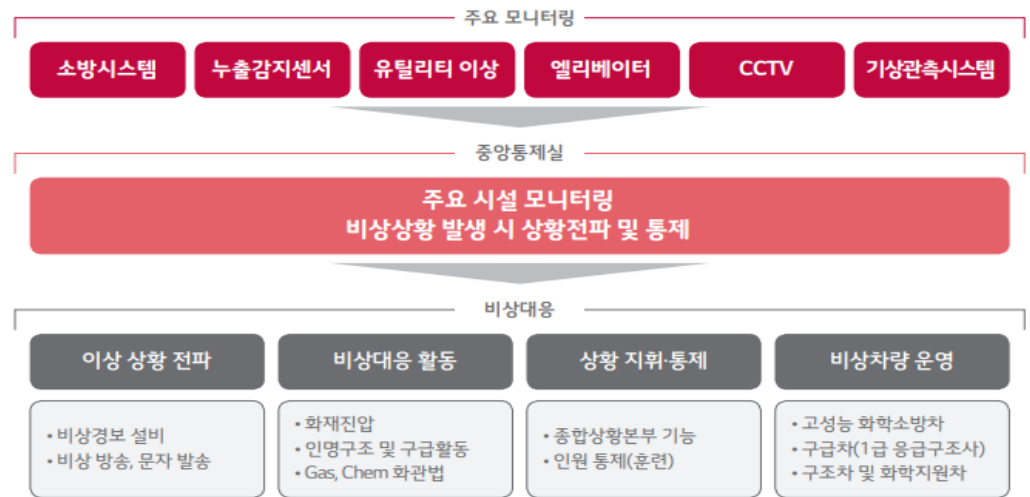 주요 모니터링
소방시스템
누출감지센서
유틸리티 이상
엘리베이터
CCTV
기상관측시스템
중앙통제실
주요 시설 모니터링
비상상황 발생 시 상황전파 및 통제
비상대응
이상 상황 전파
• 비상경보 설비
• 비상 방송, 문자 발송
비상대응 활동
• 화재진압
• 인명구조 및 구급활동
• Gas, Chem 화관법
상황 지휘·통제
• 종합상황본부 기능
• 인원 통제(훈련)
비상차량 운영
• 고성능 화학소방차
• 구급차(1급 응급구조사)
• 구조차 및 화학지원차